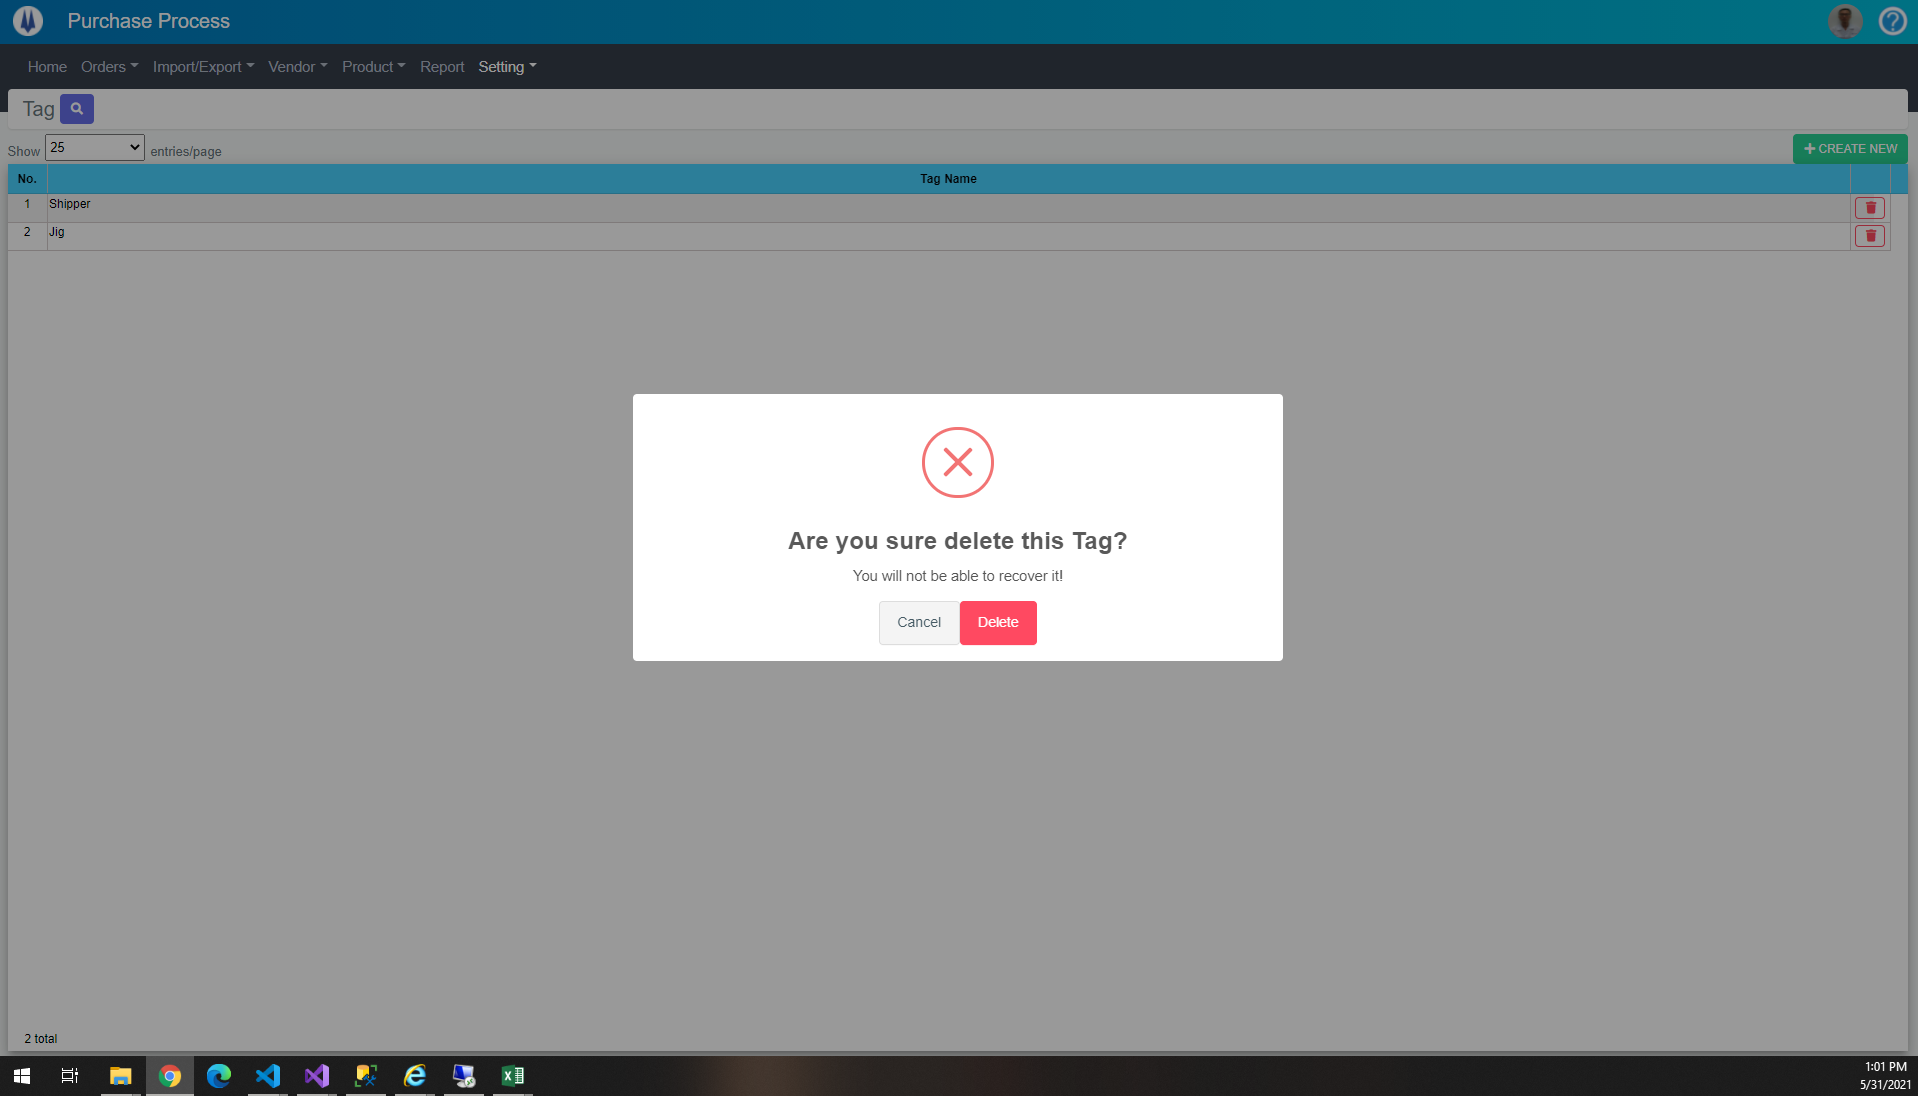 Purchase Process
Home Orders Import/Export Vendor Product Report Setting
Tag
Show 25 entries/page
CREATE NEW
No. Tag Name
1 Shipper
2 Jig
Are you sure delete this Tag?
You will not be able to recover it!
Cancel Delete
2 total
1:01 PM
5/31/2021